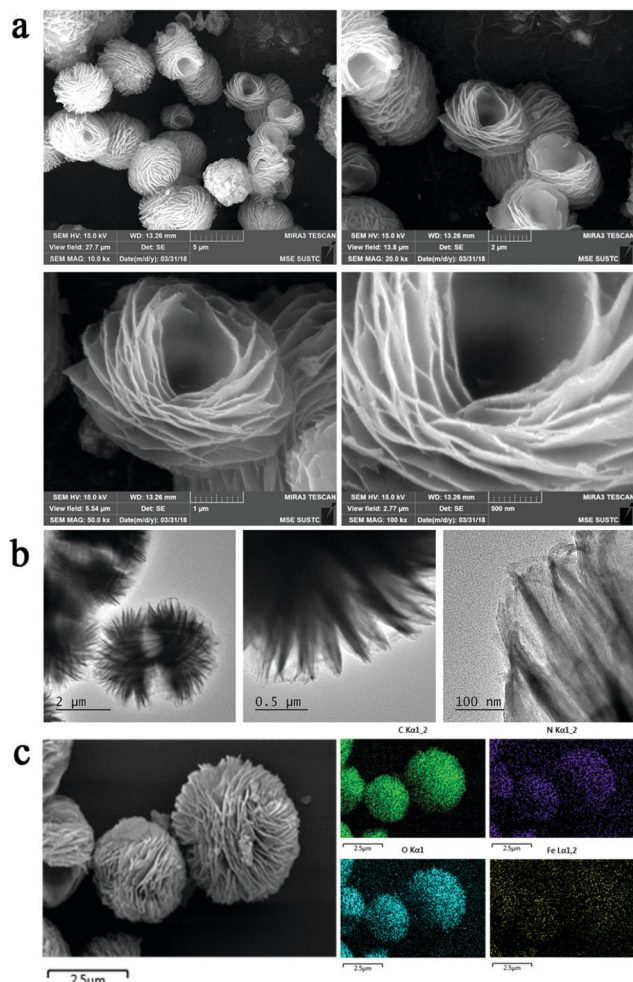 a
SEM HV: 15.0 kV WD: 13.26 mm MIRA3 TESCAN
View field: 27.7 µm Det: SE 5 µm
SEM MAG: 10.0 kx Date(m/d/y): 03/31/18 MSE SUSTC
SEM HV: 15.0 kV WD: 13.26 mm MIRA3 TESCAN
View field: 13.8 µm Det: SE 2 µm
SEM MAG: 20.0 kx Date(m/d/y): 03/31/18 MSE SUSTC
SEM HV: 15.0 kV WD: 13.26 mm MIRA3 TESCAN
View field: 5.54 µm Det: SE 1 µm
SEM MAG: 50.0 kx Date(m/d/y): 03/31/18 MSE SUSTC
SEM HV: 15.0 kV WD: 13.26 mm MIRA3 TESCAN
View field: 2.77 µm Det: SE 500 nm
SEM MAG: 100 kx Date(m/d/y): 03/31/18 MSE SUSTC
b
2 µm
0.5 µm
100 nm
c
2.5µm
C Kα1_2
2.5µm
N Kα1_2
2.5µm
O Kα1
2.5µm
Fe Lα1,2
2.5µm